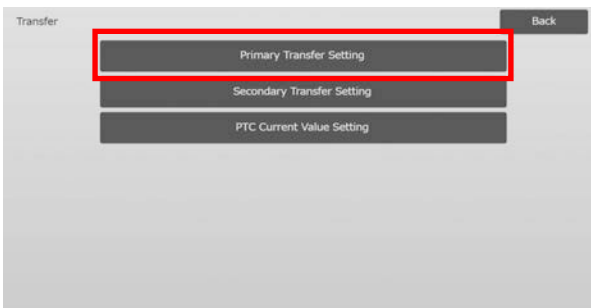 Transfer
Back
Primary Transfer Setting
Secondary Transfer Setting
PTC Current Value Setting